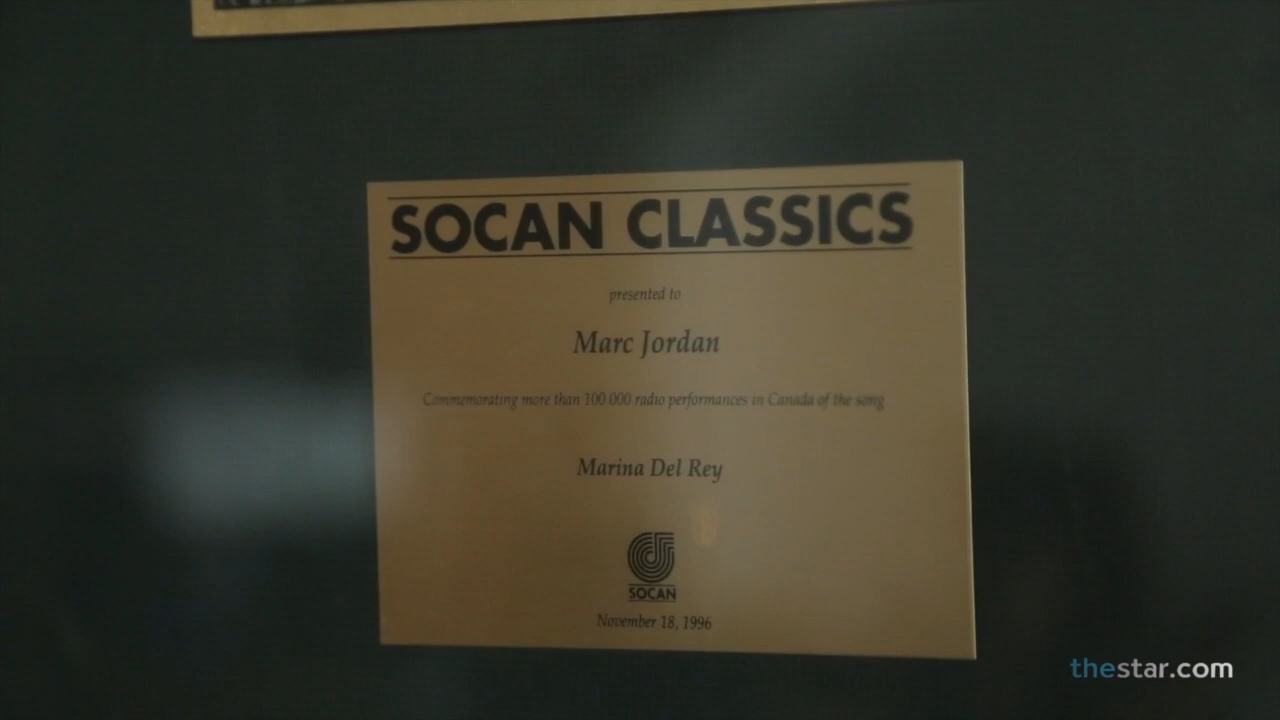 SOCAN CLASSICS
presented to
Marc Jordan
Commemorating more than 100 000 radio performances in Canada of the song
Marina Del Rey
SOCAN
November 18, 1996
thestar.com